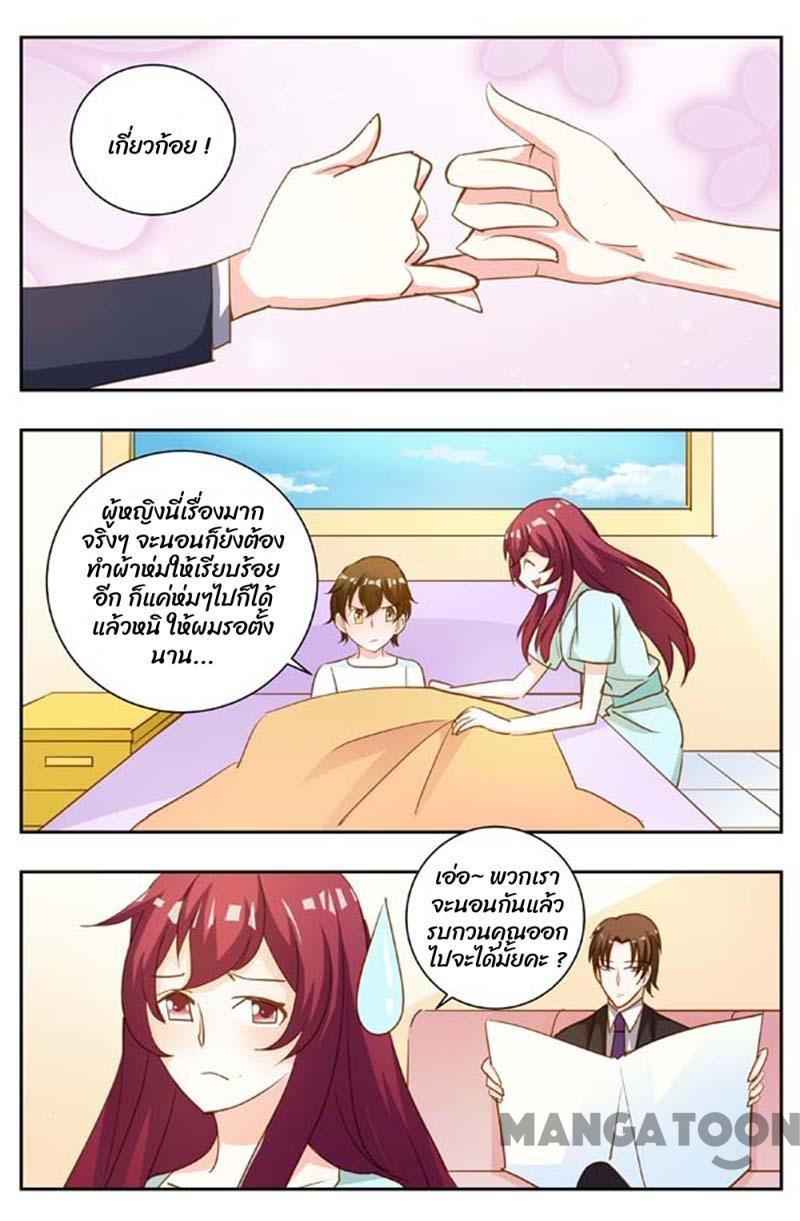 เกี่ยวก้อย !
ผู้หญิงนี่เรื่องมาก
จริงๆ จะนอนก็ยังต้อง
ทำผ้าห่มให้เรียบร้อย
อีก ก็แค่ห่มๆไปก็ได้
แล้วหนิ ให้ผมรอตั้ง
นาน...
เอ่อ~ พวกเรา
จะนอนกันแล้ว
รบกวนคุณออก
ไปจะได้มั้ยคะ ?
MANGATOON